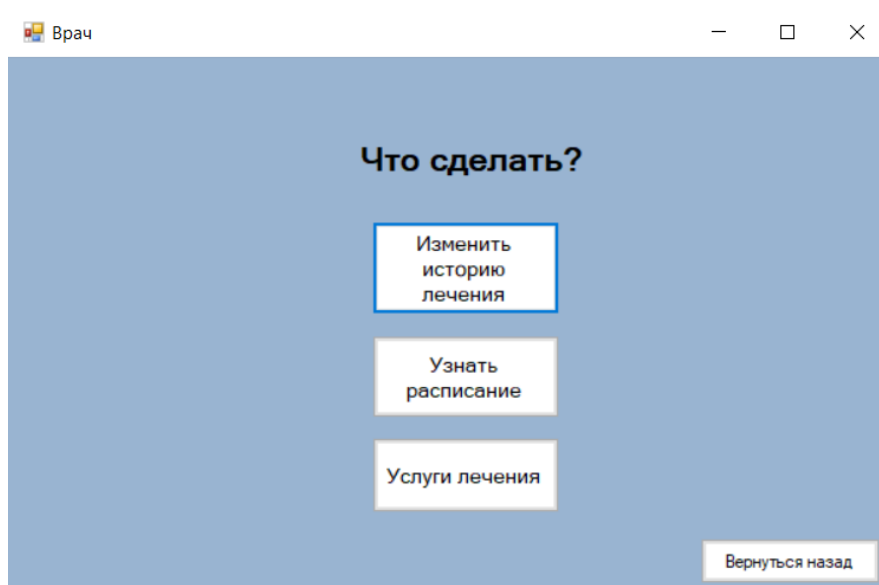 Врач
Что сделать?
Изменить
историю
лечения
Узнать
расписание
Услуги лечения
Вернуться назад